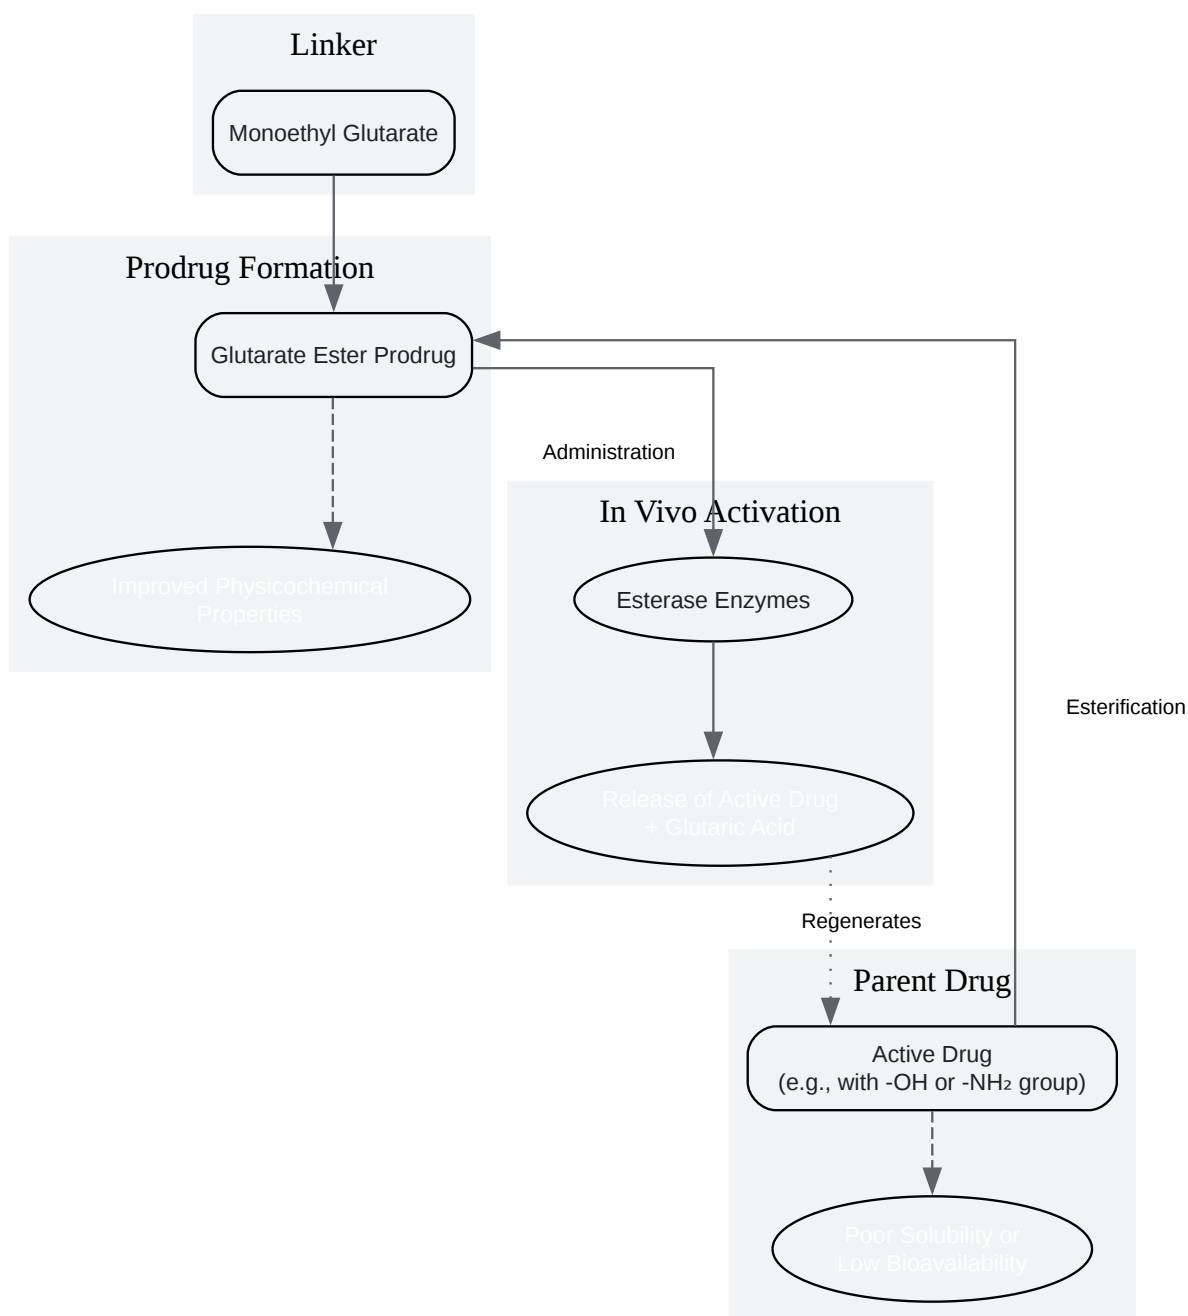 Linker
Monoethyl Glutarate
Prodrug Formation
Glutarate Ester Prodrug
Administration
In Vivo Activation
Improved Physicochemical
Properties
Esterase Enzymes
Esterification
Release of Active Drug
+ Glutaric Acid
Regenerates
Parent Drug
Active Drug
(e.g., with -OH or -NH₂ group)
Poor Solubility or
Low Bioavailability